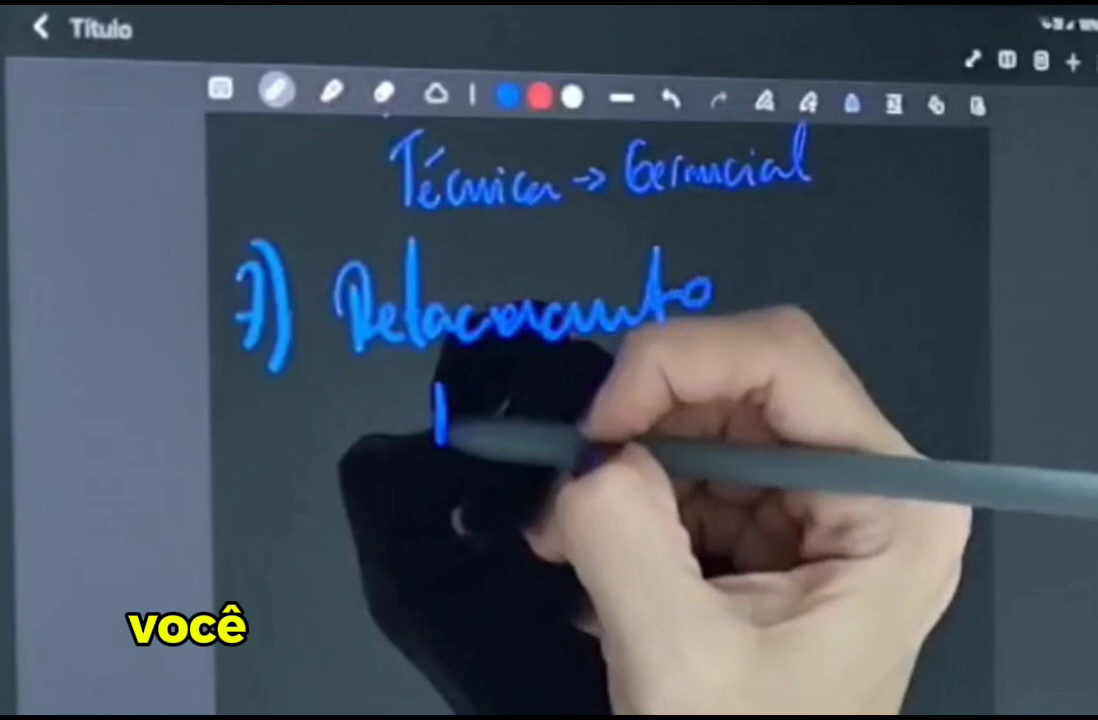 Título
Técnica → Gerencial
7) Relacionamento
você